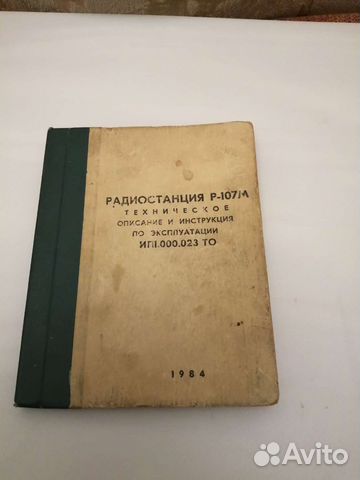 РАДИОСТАНЦИЯ Р-107М
ТЕХНИЧЕСКОЕ
ОПИСАНИЕ И ИНСТРУКЦИЯ
ПО ЭКСПЛУАТАЦИИ
ИП1.000.023 ТО
1984
Avito